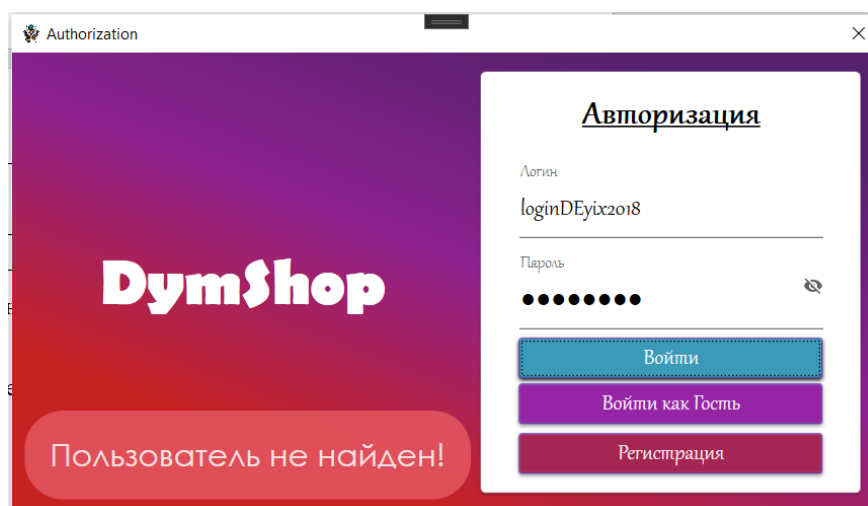 Authorization
DymShop
Пользователь не найден!
Авторизация
Логин
loginDEyix2018
Пароль
●●●●●●●●
Войти
Войти как Гость
Регистрация